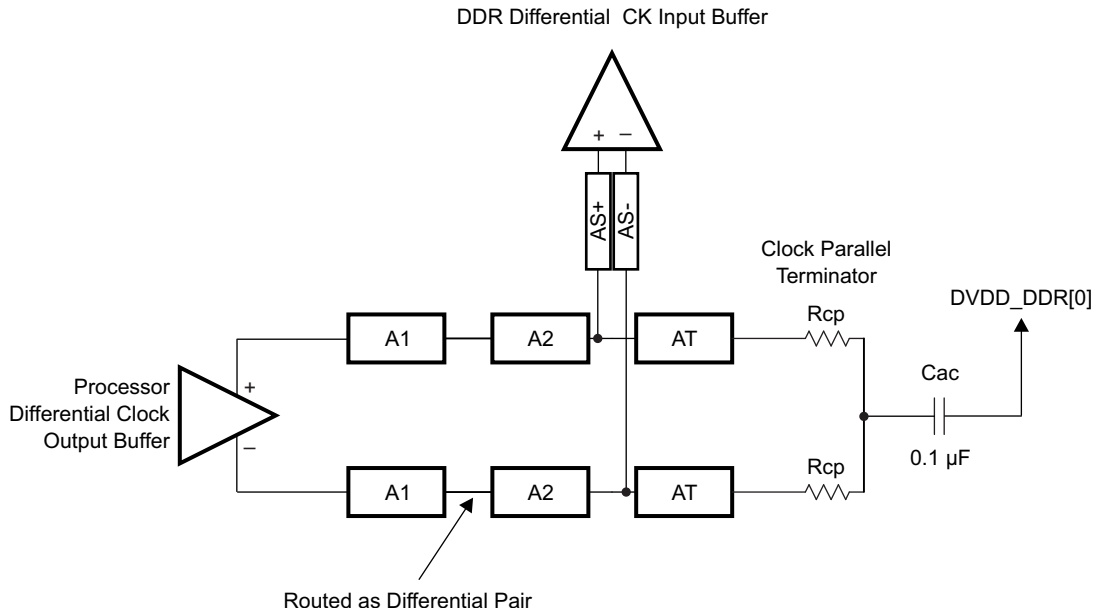 DDR Differential CK Input Buffer
+ −
AS+
AS-
Clock Parallel
Terminator
DVDD_DDR[0]
A1
A2
AT
Rcp
Processor
Differential Clock
Output Buffer
+
−
Cac
0.1 µF
A1
A2
AT
Rcp
Routed as Differential Pair